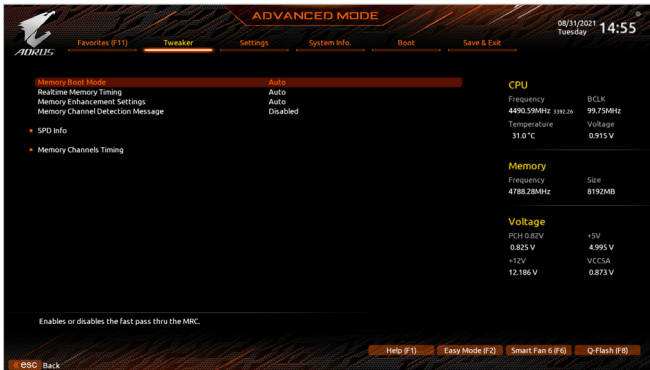 ADVANCED MODE
08/31/2021 Tuesday 14:55
AORUS
Favorites (F11) Tweaker Settings System Info. Boot Save & Exit
Memory Boot Mode Auto
Realtime Memory Timing Auto
Memory Enhancement Settings Auto
Memory Channel Detection Message Disabled
SPD Info
Memory Channels Timing
CPU
Frequency BCLK
4490.59MHz 3392.26 99.75MHz
Temperature Voltage
31.0 °C 0.915 V
Memory
Frequency Size
4788.28MHz 8192MB
Voltage
PCH 0.82V +5V
0.825 V 4.995 V
+12V VCCSA
12.186 V 0.873 V
Enables or disables the fast pass thru the MRC.
Help (F1) Easy Mode (F2) Smart Fan 6 (F6) Q-Flash (F8)
esc Back